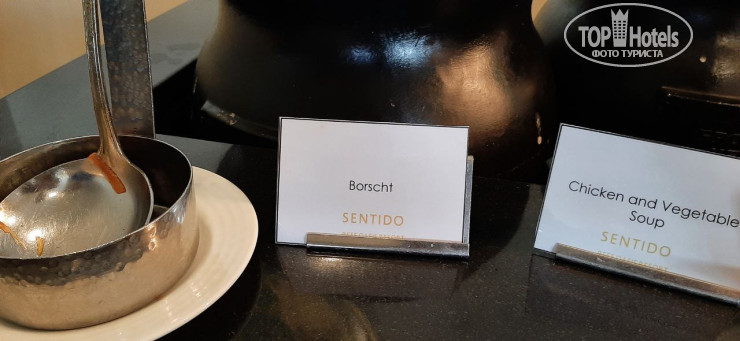 TOP Hotels
ФОТО ТУРИСТА
Borscht
SENTIDO
Chicken and Vegetable
Soup
SENTIDO